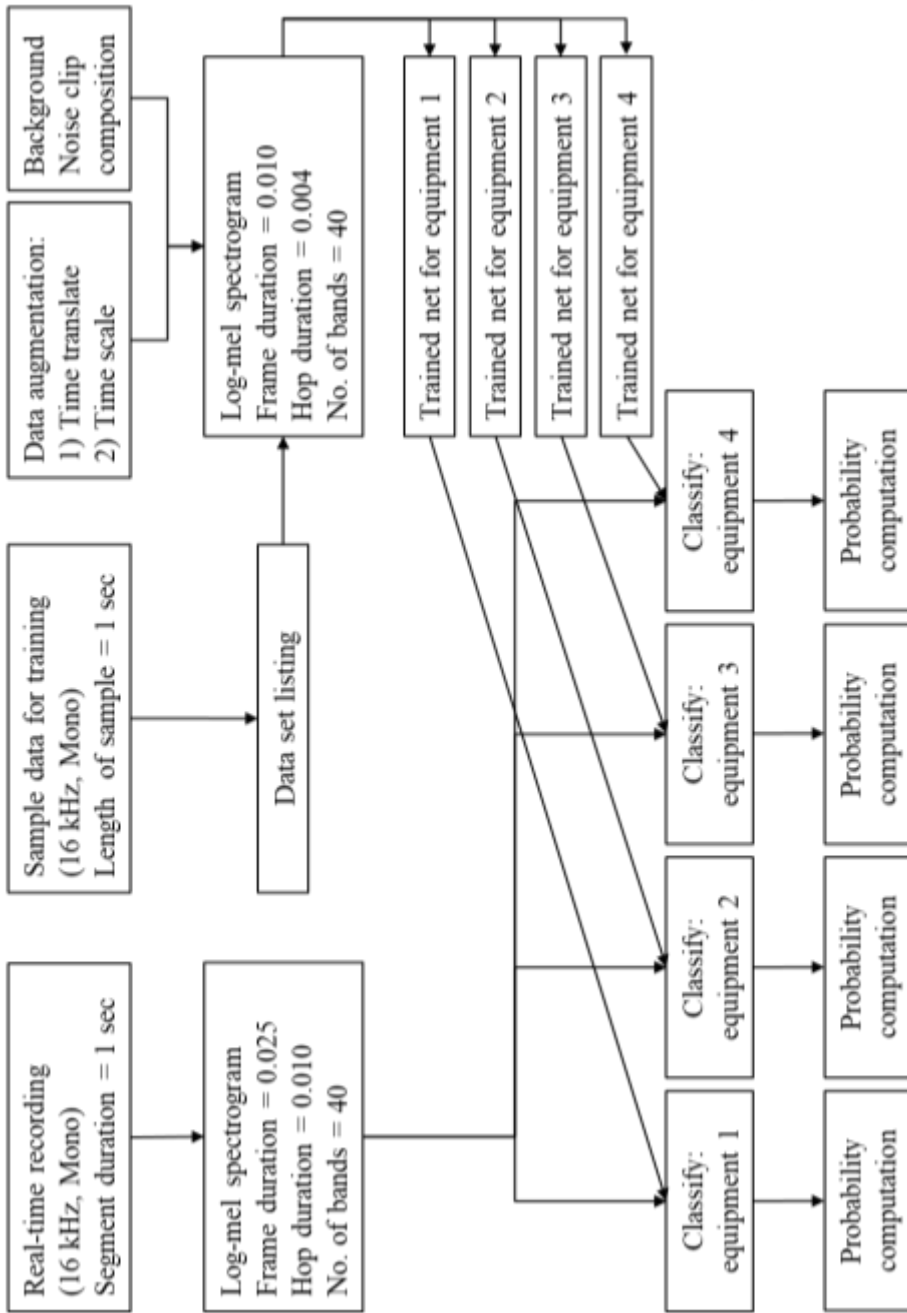 Real-time recording
(16 kHz, Mono)
Segment duration = 1 sec
Sample data for training
(16 kHz, Mono)
Length of sample = 1 sec
Data augmentation:
1) Time translate
2) Time scale
Background
Noise clip
composition
Log-mel spectrogram
Frame duration = 0.025
Hop duration = 0.010
No. of bands = 40
Data set listing
Log-mel spectrogram
Frame duration = 0.010
Hop duration = 0.004
No. of bands = 40
Trained net for equipment 1
Trained net for equipment 2
Trained net for equipment 3
Trained net for equipment 4
Classify:
equipment 1
Classify:
equipment 2
Classify:
equipment 3
Classify:
equipment 4
Probability
computation
Probability
computation
Probability
computation
Probability
computation